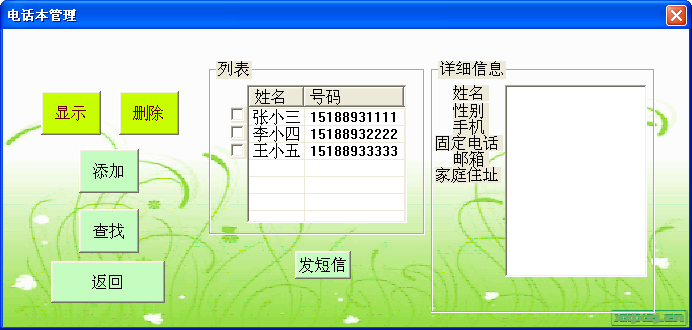 电话本管理
显示
删除
添加
查找
返回
列表
姓名 号码
张小三 15188931111
李小四 15188932222
王小五 15188933333
发短信
详细信息
姓名
性别
手机
固定电话
邮箱
家庭住址